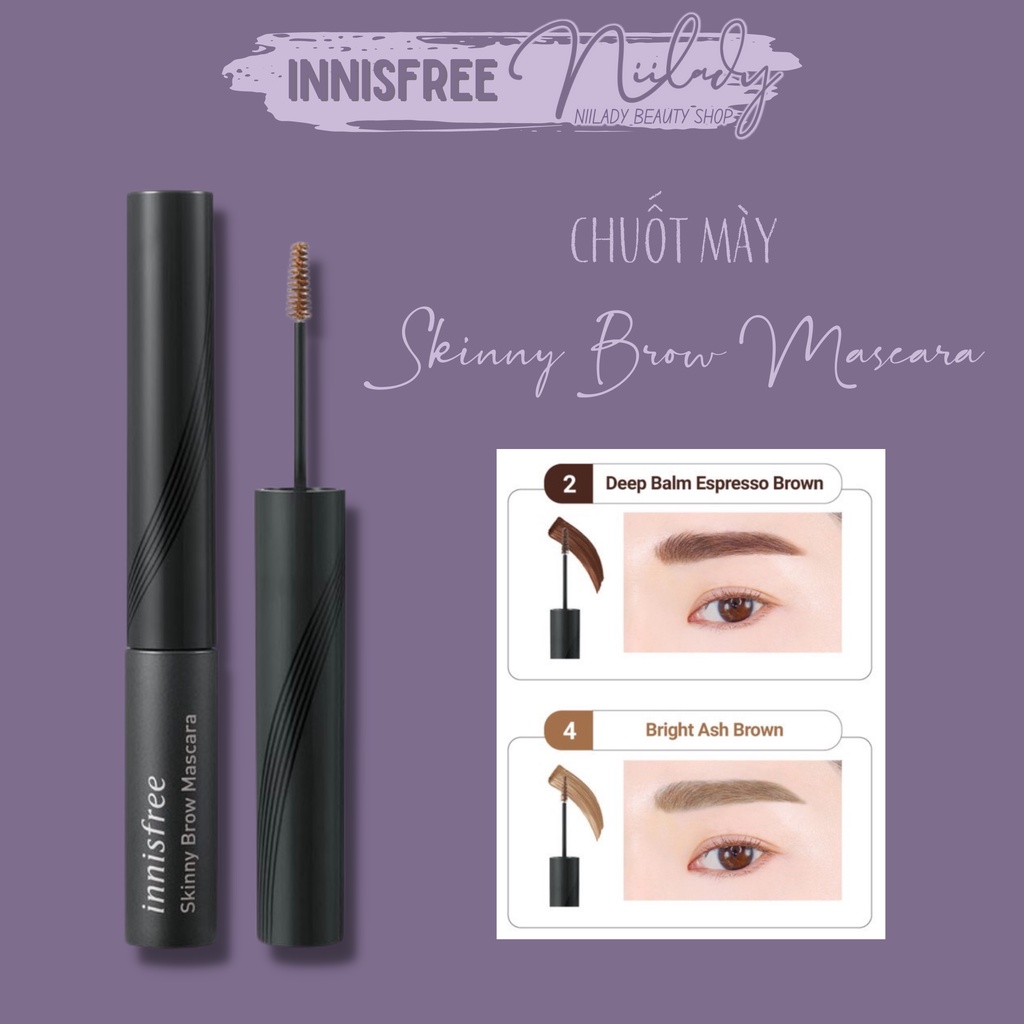 INNISFREE Niilady
NIILADY BEAUTY SHOP
CHUỐT MÀY
Skinny Brow Mascara
innisfree
Skinny Brow Mascara
2 Deep Balm Espresso Brown
4 Bright Ash Brown